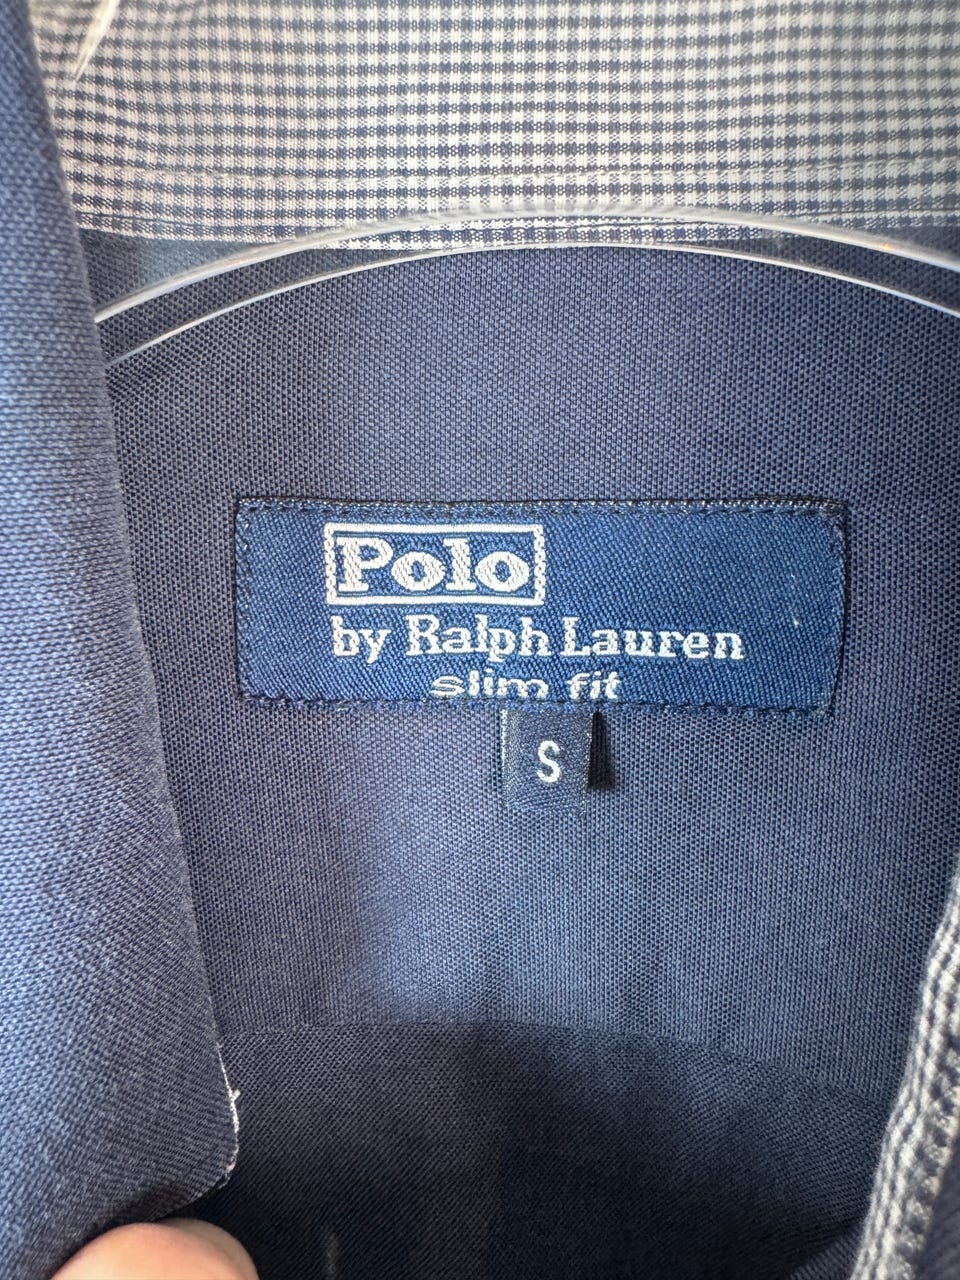 Polo
by Ralph Lauren
slim fit
S